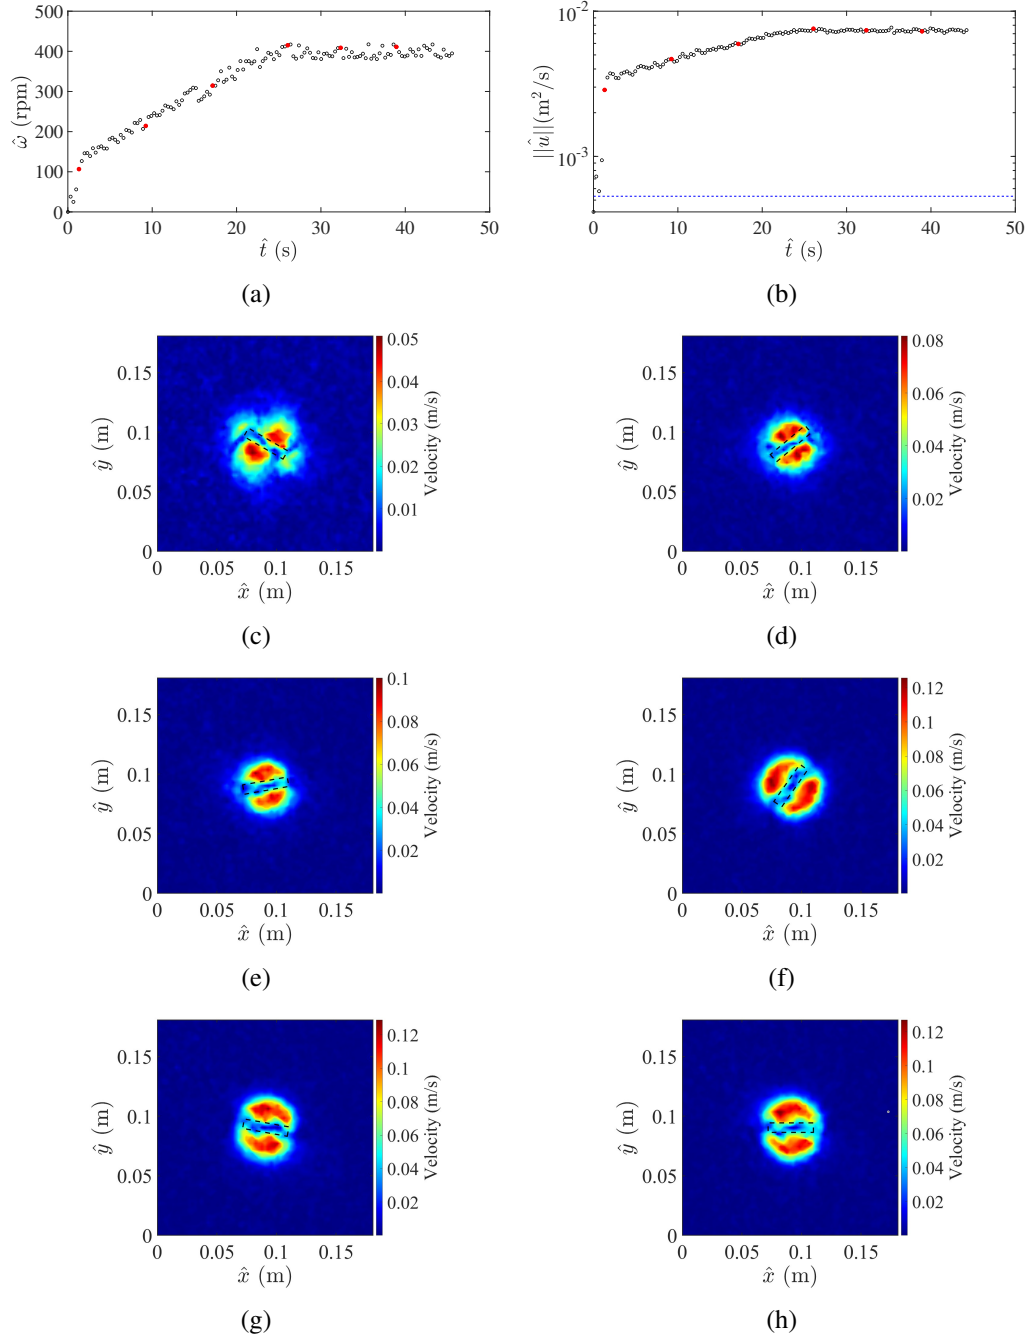 500
400
300
200
100
0
ω̂ (rpm)
0 10 20 30 40 50
t̂ (s)
(a)
10⁻²
10⁻³
||û||(m²/s)
0 10 20 30 40 50
t̂ (s)
(b)
0.15
0.1
0.05
0
ŷ (m)
0 0.05 0.1 0.15
x̂ (m)
0.05
0.04
0.03
0.02
0.01
Velocity (m/s)
(c)
0.15
0.1
0.05
0
ŷ (m)
0 0.05 0.1 0.15
x̂ (m)
0.08
0.06
0.04
0.02
Velocity (m/s)
(d)
0.15
0.1
0.05
0
ŷ (m)
0 0.05 0.1 0.15
x̂ (m)
0.1
0.08
0.06
0.04
0.02
Velocity (m/s)
(e)
0.15
0.1
0.05
0
ŷ (m)
0 0.05 0.1 0.15
x̂ (m)
0.12
0.1
0.08
0.06
0.04
0.02
Velocity (m/s)
(f)
0.15
0.1
0.05
0
ŷ (m)
0 0.05 0.1 0.15
x̂ (m)
0.12
0.1
0.08
0.06
0.04
0.02
Velocity (m/s)
(g)
0.15
0.1
0.05
0
ŷ (m)
0 0.05 0.1 0.15
x̂ (m)
0.12
0.1
0.08
0.06
0.04
0.02
Velocity (m/s)
(h)